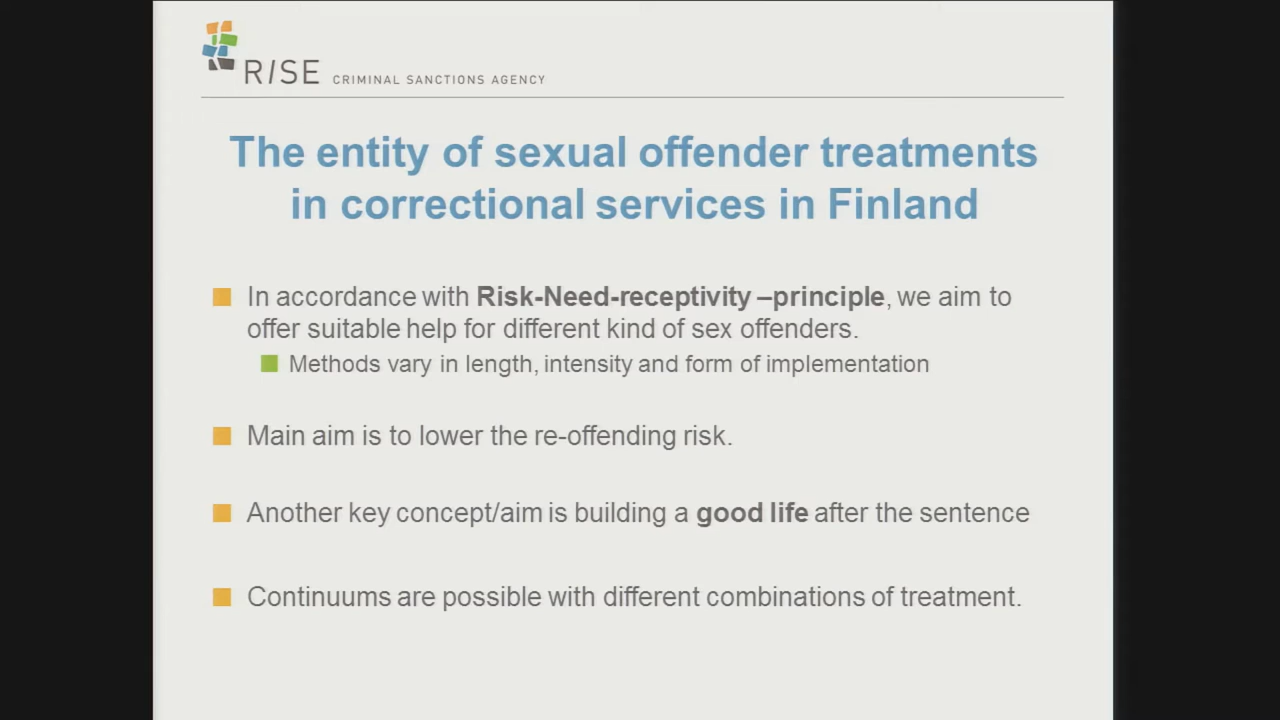 RISE CRIMINAL SANCTIONS AGENCY
The entity of sexual offender treatments
in correctional services in Finland
In accordance with Risk-Need-receptivity –principle, we aim to
offer suitable help for different kind of sex offenders.
Methods vary in length, intensity and form of implementation
Main aim is to lower the re-offending risk.
Another key concept/aim is building a good life after the sentence
Continuums are possible with different combinations of treatment.